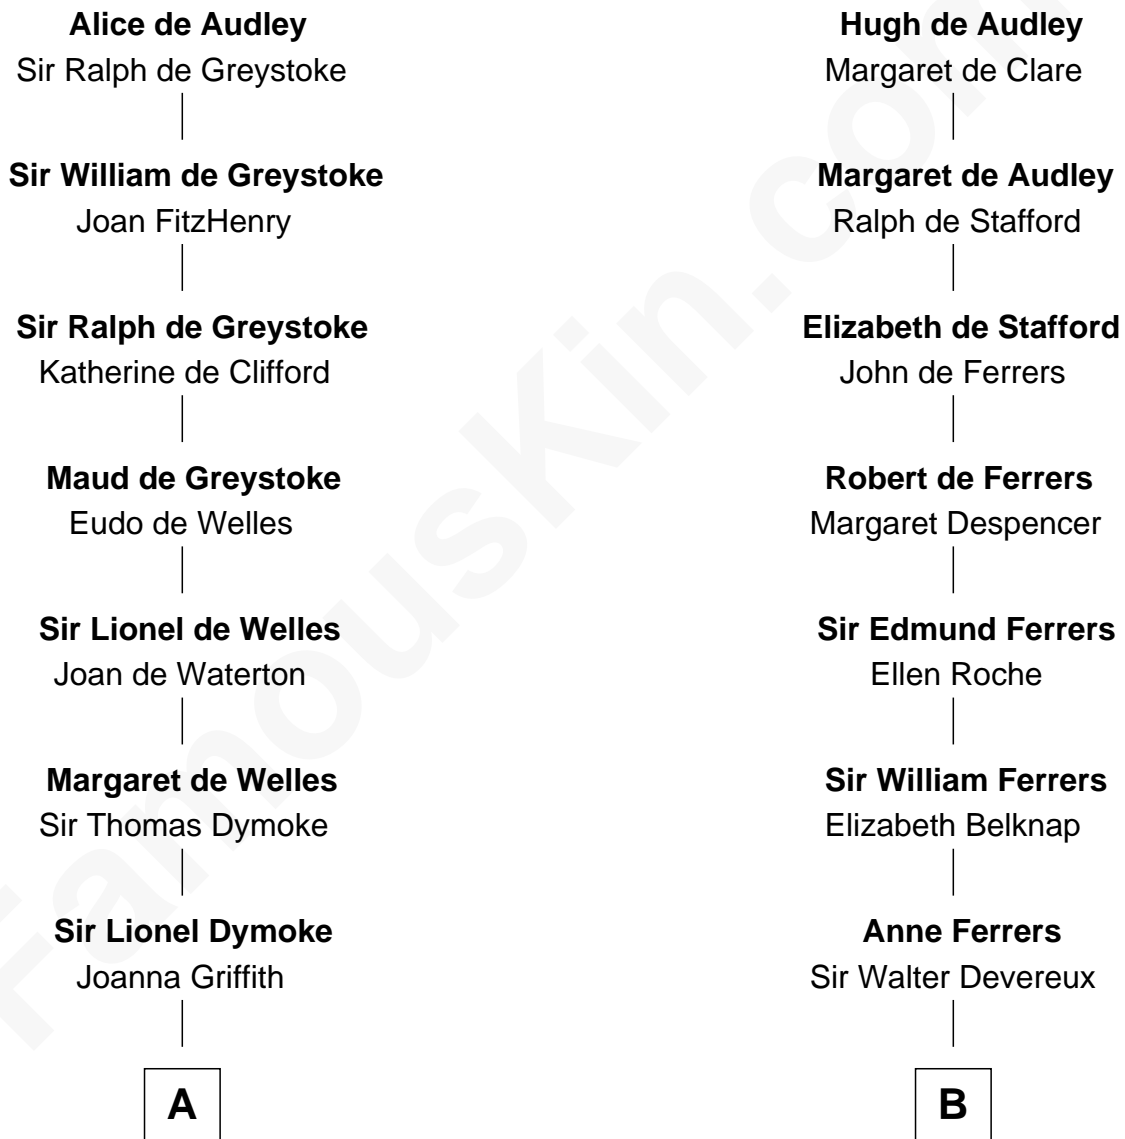 Alice de Audley
Sir Ralph de Greystoke
Sir William de Greystoke
Joan FitzHenry
Sir Ralph de Greystoke
Katherine de Clifford
Maud de Greystoke
Eudo de Welles
Sir Lionel de Welles
Joan de Waterton
Margaret de Welles
Sir Thomas Dymoke
Sir Lionel Dymoke
Joanna Griffith
A
Hugh de Audley
Margaret de Clare
Margaret de Audley
Ralph de Stafford
Elizabeth de Stafford
John de Ferrers
Robert de Ferrers
Margaret Despencer
Sir Edmund Ferrers
Ellen Roche
Sir William Ferrers
Elizabeth Belknap
Anne Ferrers
Sir Walter Devereux
B
FamousKin.com